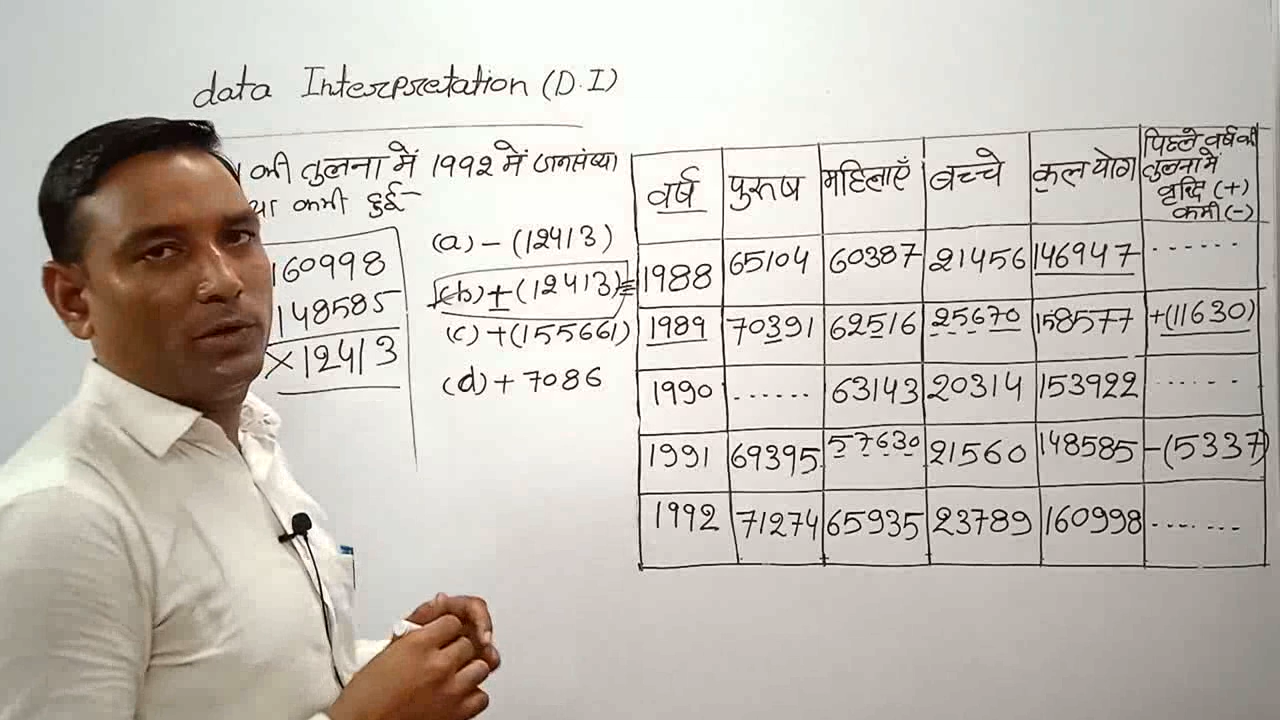 data Interpretation (D.I)
की तुलना में 1992 में जनसंख्या
कमी हुई-
160998
148585
×12413
(a) - (12413)
(b) + (12413)=
(c) +(155661)
(d) + 7086
वर्ष पुरूष महिलाएँ बच्चे कुल योग पिछले वर्ष की तुलना में वृद्धि (+) कमी (-)
1988 65104 60387 21456 146947 ......
1989 70391 62516 25670 158577 +(11630)
1990 ...... 63143 20314 153922 ......
1991 69395 57630 21560 148585 -(5337)
1992 71274 65935 23789 160998 .......